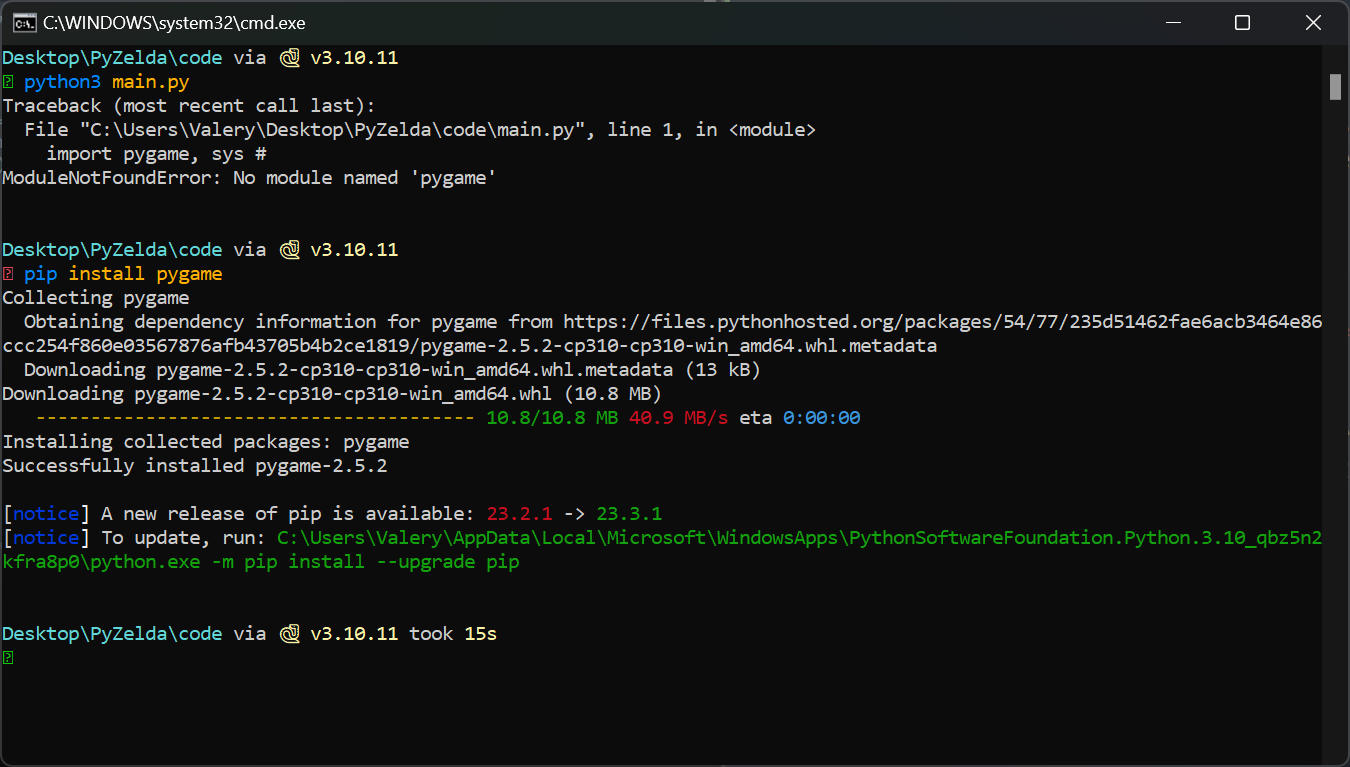 C:\WINDOWS\system32\cmd.exe
Desktop\PyZelda\code via 🐍 v3.10.11
⍰ python3 main.py
Traceback (most recent call last):
  File "C:\Users\Valery\Desktop\PyZelda\code\main.py", line 1, in <module>
    import pygame, sys #
ModuleNotFoundError: No module named 'pygame'
Desktop\PyZelda\code via 🐍 v3.10.11
⍰ pip install pygame
Collecting pygame
  Obtaining dependency information for pygame from https://files.pythonhosted.org/packages/54/77/235d51462fae6acb3464e86
ccc254f860e03567876afb43705b4b2ce1819/pygame-2.5.2-cp310-cp310-win_amd64.whl.metadata
  Downloading pygame-2.5.2-cp310-cp310-win_amd64.whl.metadata (13 kB)
Downloading pygame-2.5.2-cp310-cp310-win_amd64.whl (10.8 MB)
   ---------------------------------------- 10.8/10.8 MB 40.9 MB/s eta 0:00:00
Installing collected packages: pygame
Successfully installed pygame-2.5.2
[notice] A new release of pip is available: 23.2.1 -> 23.3.1
[notice] To update, run: C:\Users\Valery\AppData\Local\Microsoft\WindowsApps\PythonSoftwareFoundation.Python.3.10_qbz5n2
kfra8p0\python.exe -m pip install --upgrade pip
Desktop\PyZelda\code via 🐍 v3.10.11 took 15s
⍰